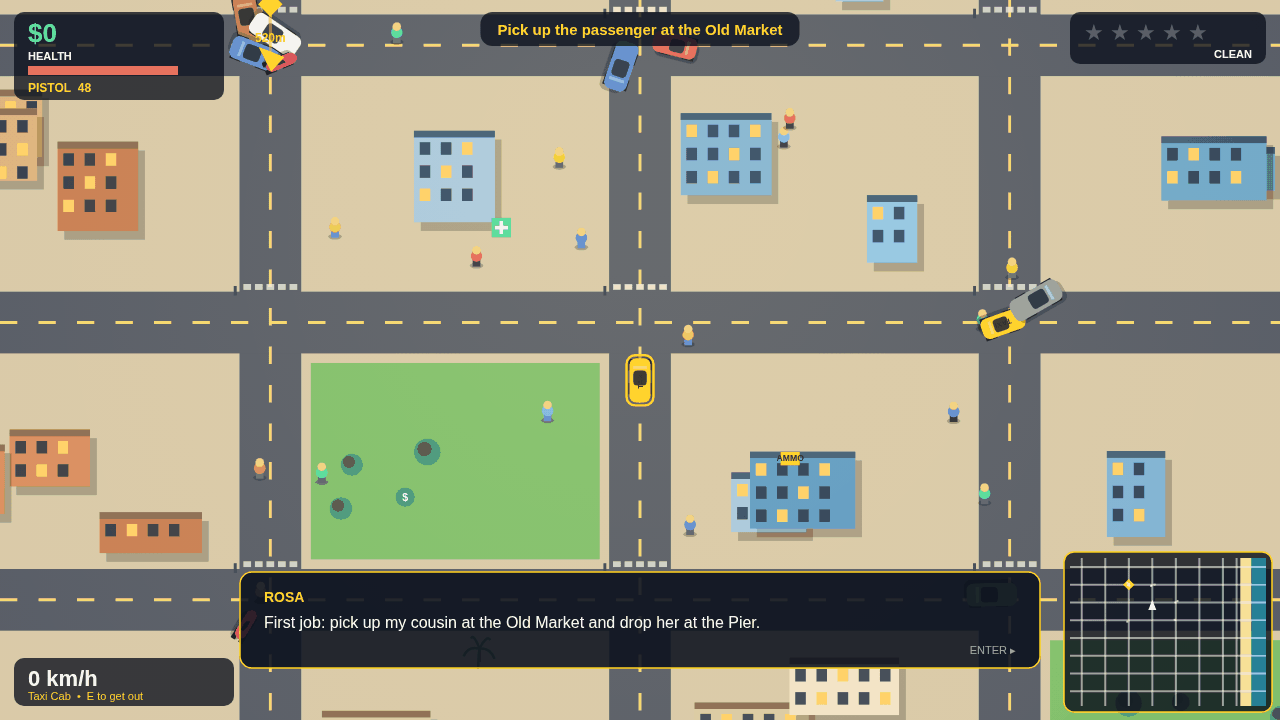 $0
HEALTH
PISTOL 48
Pick up the passenger at the Old Market
CLEAN
AMMO
$
ROSA
First job: pick up my cousin at the Old Market and drop her at the Pier.
ENTER ▸
0 km/h
Taxi Cab • E to get out